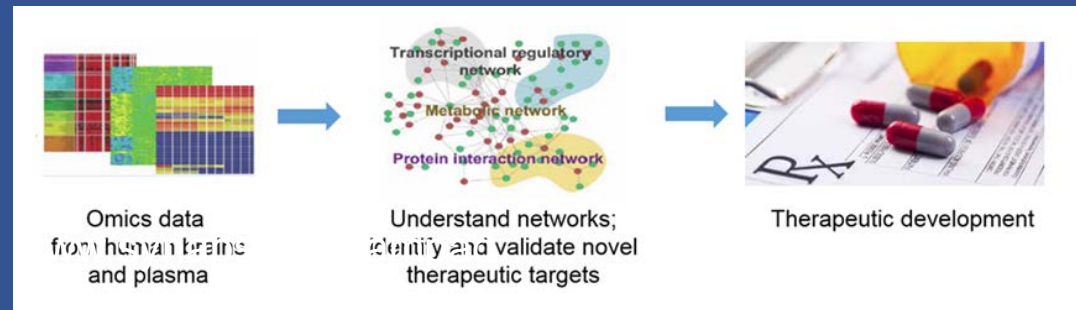 Transcriptional regulatory
network
Metabolic network
Protein interaction network
Rx
Omics data
from human brains
and plasma
Understand networks;
identify and validate novel
therapeutic targets
Therapeutic development